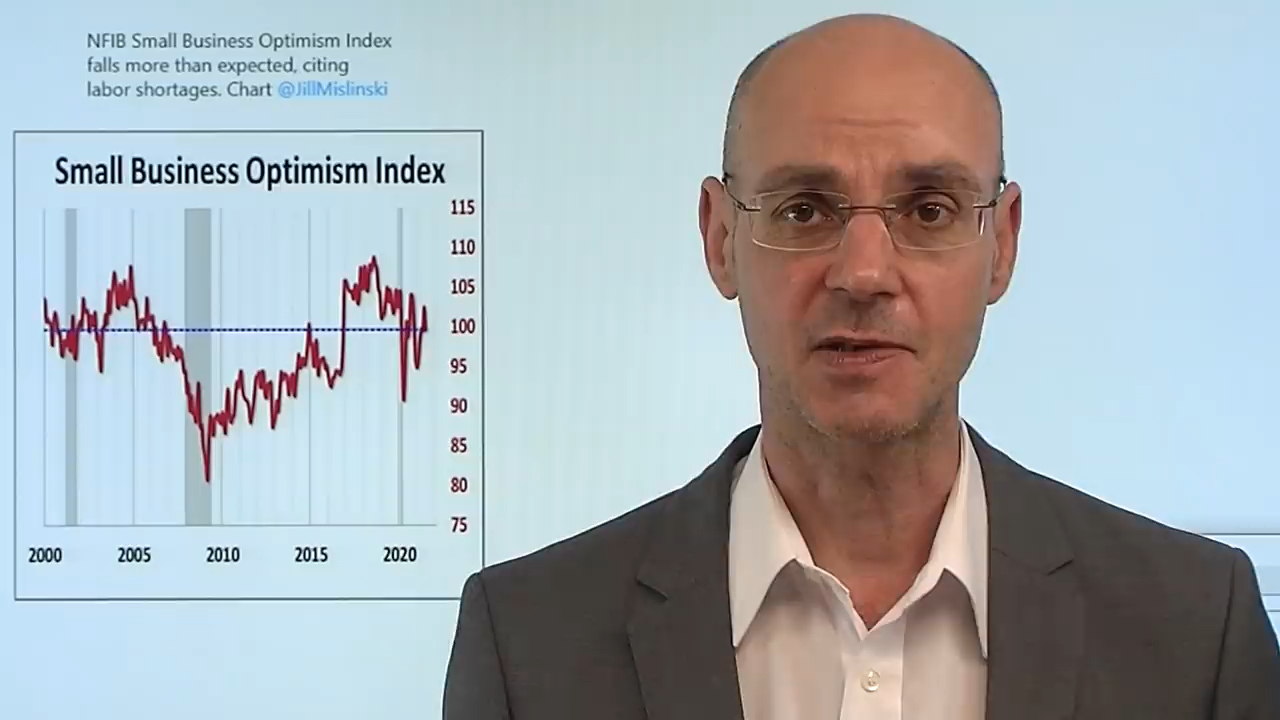 NFIB Small Business Optimism Index
falls more than expected, citing
labor shortages. Chart @JillMislinski
Small Business Optimism Index
115
110
105
100
95
90
85
80
75
2000 2005 2010 2015 2020